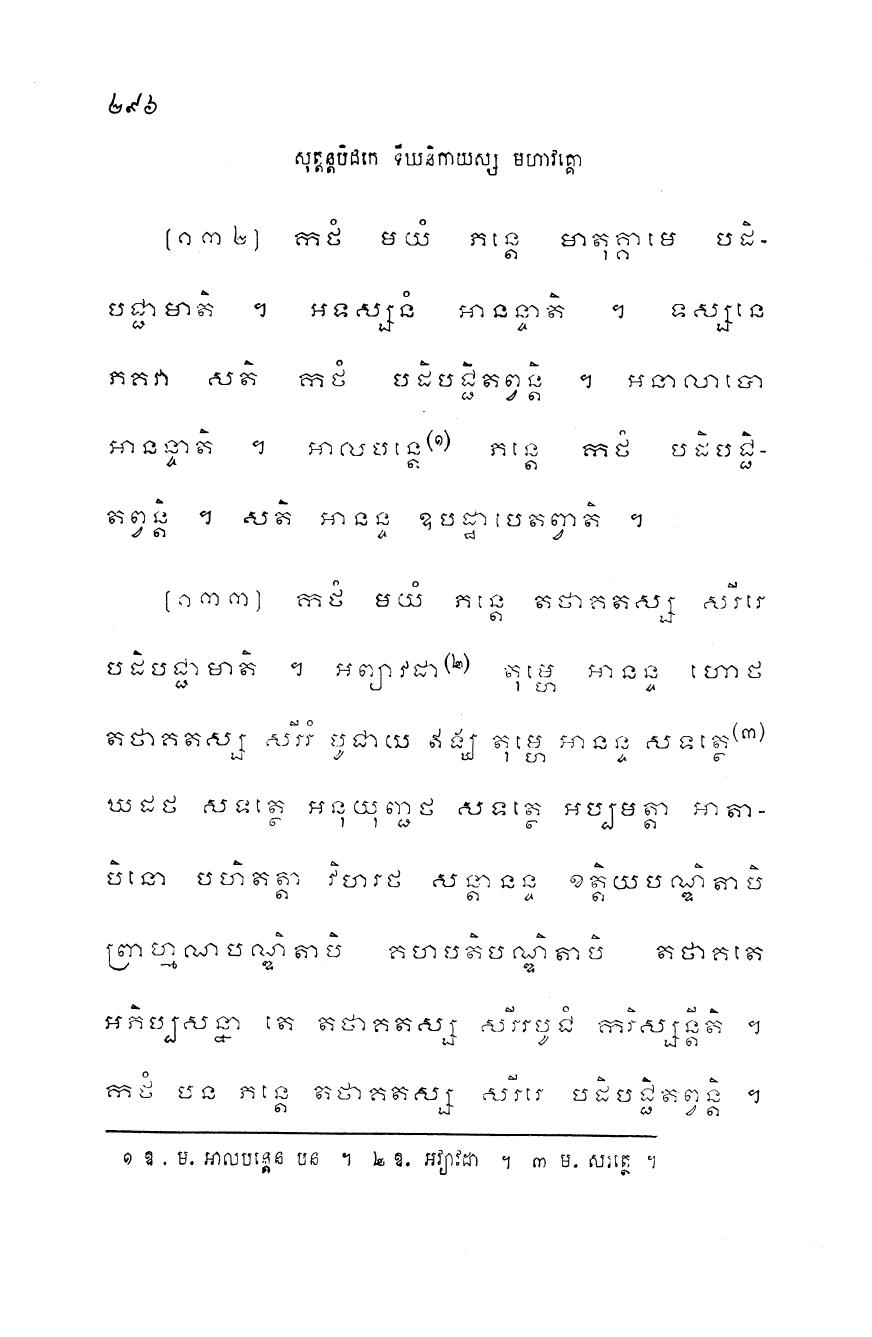 ២៩៦
សុត្តន្តបិដកេ ទីឃនិកាយស្ស មហាវគ្គោ
[១៣២] កថំ មយំ ភន្តេ មាតុគ្គាមេ បដិ-
បជ្ជាមាតិ ។ អទស្សនំ អានន្ទាតិ ។ ទស្សនេ
ភគវា សតិ កថំ បដិបជ្ជិតព្វន្តិ ។ អនាលាបោ
អានន្ទាតិ ។ អាលបន្តេ(១) ភន្តេ កថំ បដិបជ្ជិ-
តព្វន្តិ ។ សតិ អានន្ទ ឧបដ្ឋាបេតព្វាតិ ។
[១៣៣] កថំ មយំ ភន្តេ តថាគតស្ស សរីរេ
បដិបជ្ជាមាតិ ។ អព្យាវដា(២) តុម្ហេ អានន្ទ ហោថ
តថាគតស្ស សរីរំ បូជាយ ឥង្ឃ តុម្ហេ អានន្ទ សទត្ថេ(៣)
ឃដថ សទត្ថេ អនុយុញ្ជថ សទត្ថេ អប្បមត្តា អាតា-
បិនោ បហិតត្តា វិហរថ សន្តានន្ទ ខត្តិយបណ្ឌិតាបិ
ព្រាហ្មណបណ្ឌិតាបិ គហបតិបណ្ឌិតាបិ តថាគតេ
អភិប្បសន្នា តេ តថាគតស្ស សរីរបូជំ ករិស្សន្តីតិ ។
កថំ បន ភន្តេ តថាគតស្ស សរីរេ បដិបជ្ជិតព្វន្តិ ។
១ ឧ. ម. អាលបន្តេន បន ។ ២ ឧ. អវ្យាវដា ។ ៣ ម. សរត្ថេ ។